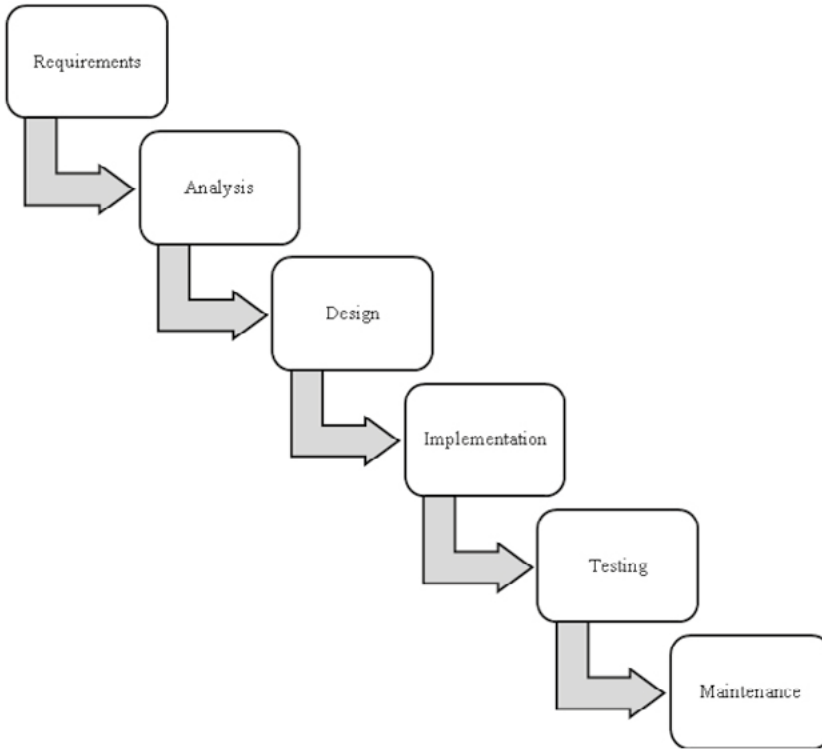 Requirements
Analysis
Design
Implementation
Testing
Maintenance